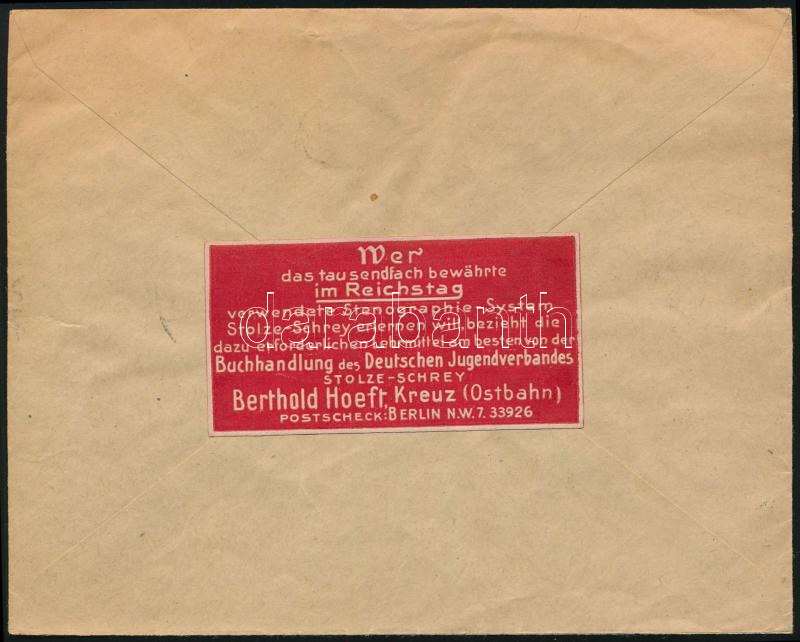 Wer
das tausendfach bewährte
im Reichstag
verwendete Stenographie-System
Stolze-Schrey erlernen will, bezieht die
dazu erforderlichen Lehrmittel am besten von der
Buchhandlung des Deutschen Jugendverbandes
STOLZE-SCHREY
Berthold Hoeft, Kreuz (Ostbahn)
POSTSCHECK: BERLIN N.W.7. 33926
darabanth